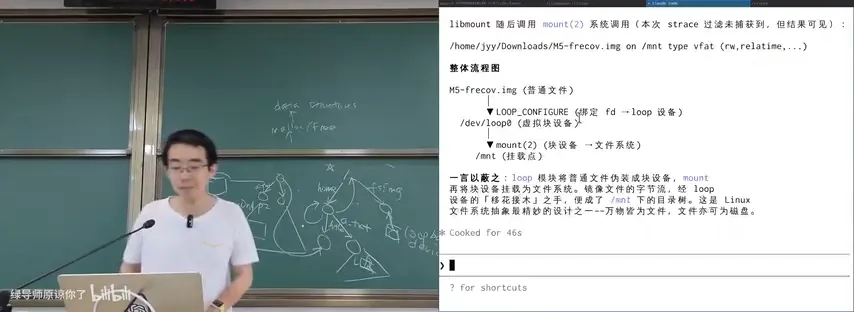 data structures
malloc/free
home
a.txt
绿导师原谅你了 bilibili
libmount 随后调用 mount(2) 系统调用 (本次 strace 过滤未捕获到, 但结果可见) :
/home/jyy/Downloads/M5-frecov.img on /mnt type vfat (rw,relatime,...)
整体流程图
M5-frecov.img (普通文件)
▼ LOOP_CONFIGURE (绑定 fd →loop 设备)
/dev/loop0 (虚拟块设备)
▼ mount(2) (块设备 →文件系统)
/mnt (挂载点)
一言以蔽之: loop 模块将普通文件伪装成块设备, mount
再将块设备挂载为文件系统。镜像文件的字节流, 经 loop
设备的「移花接木」之手, 便成了 /mnt 下的目录树。这是 Linux
文件系统抽象最精妙的设计之一--万物皆为文件, 文件亦可为磁盘。
* Cooked for 46s
❯
? for shortcuts